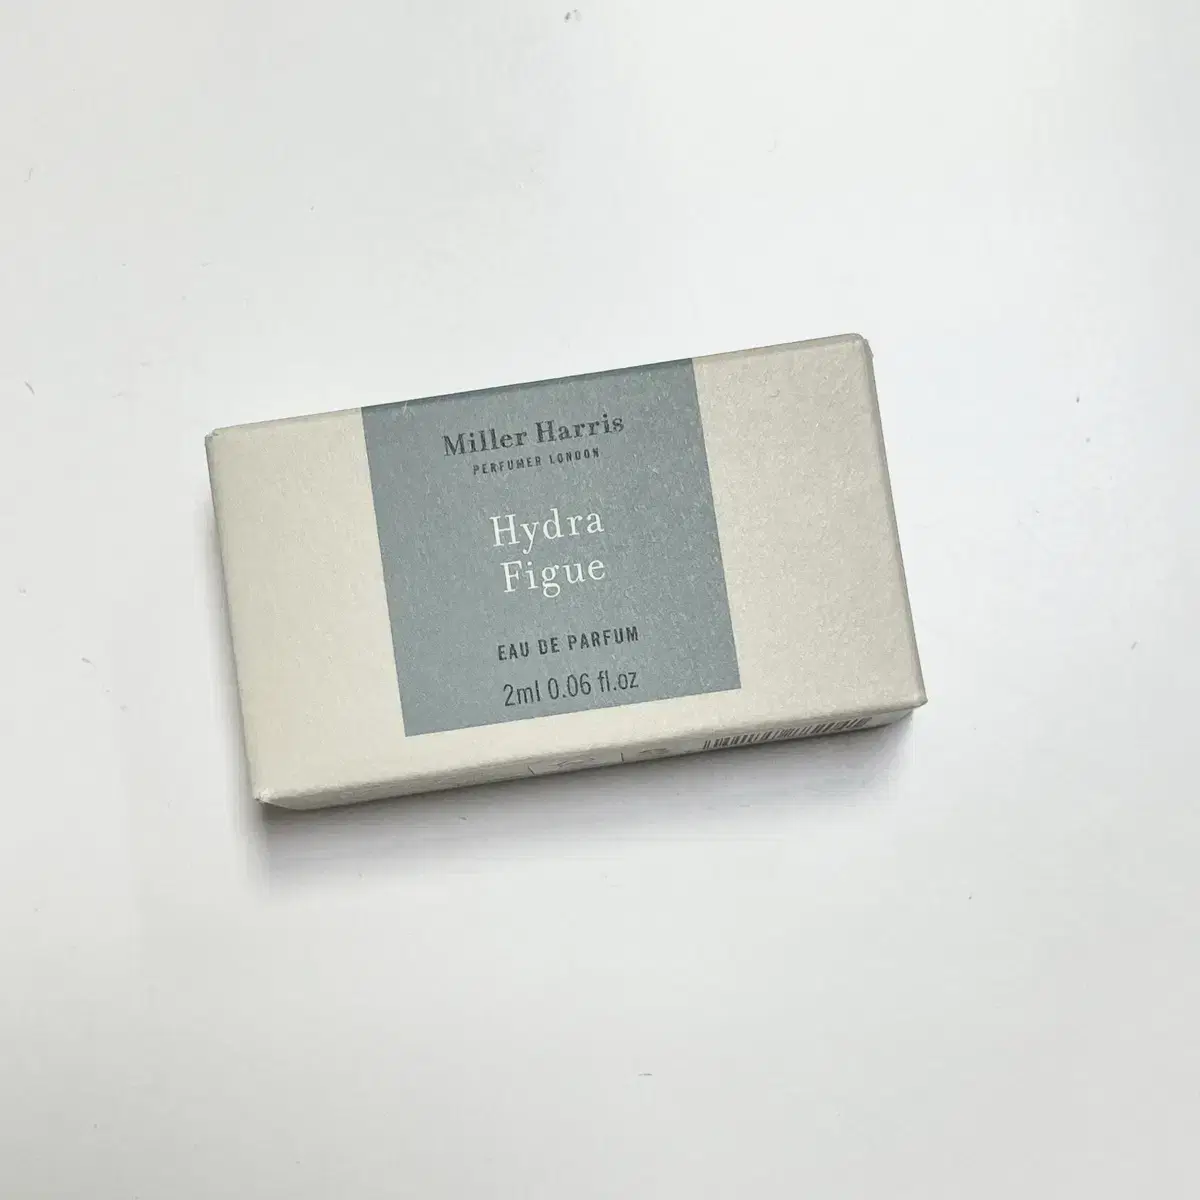 Miller Harris
PERFUMER LONDON
Hydra
Figue
EAU DE PARFUM
2ml 0.06 fl.oz